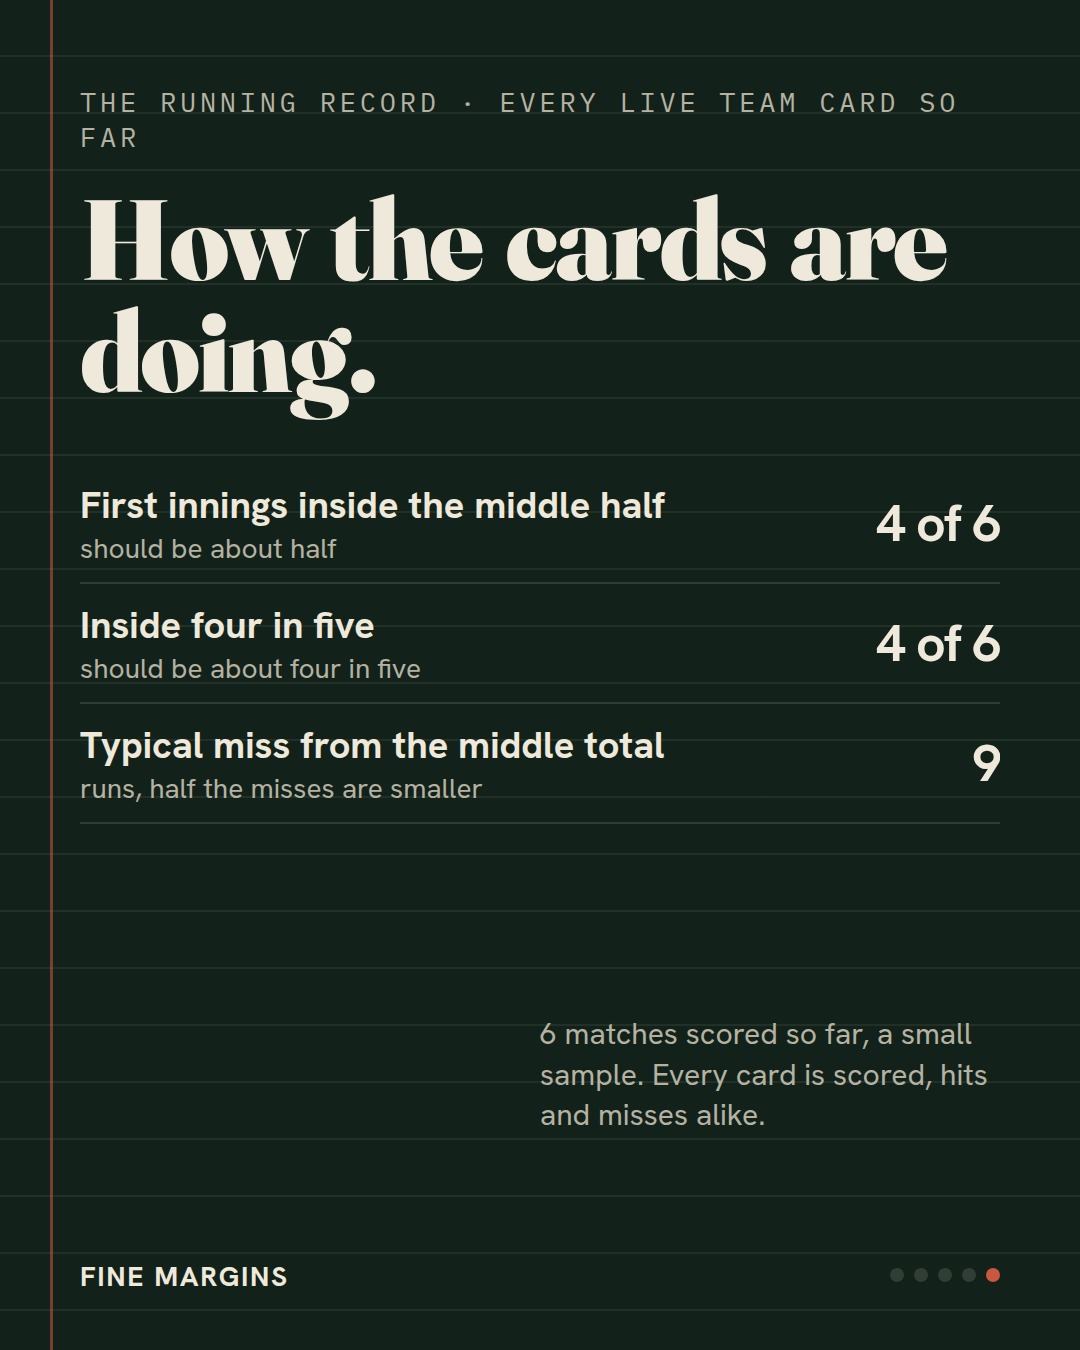 THE RUNNING RECORD · EVERY LIVE TEAM CARD SO
FAR
How the cards are
doing.
First innings inside the middle half
4 of 6
should be about half
Inside four in five
4 of 6
should be about four in five
Typical miss from the middle total
9
runs, half the misses are smaller
6 matches scored so far, a small
sample. Every card is scored, hits
and misses alike.
FINE MARGINS